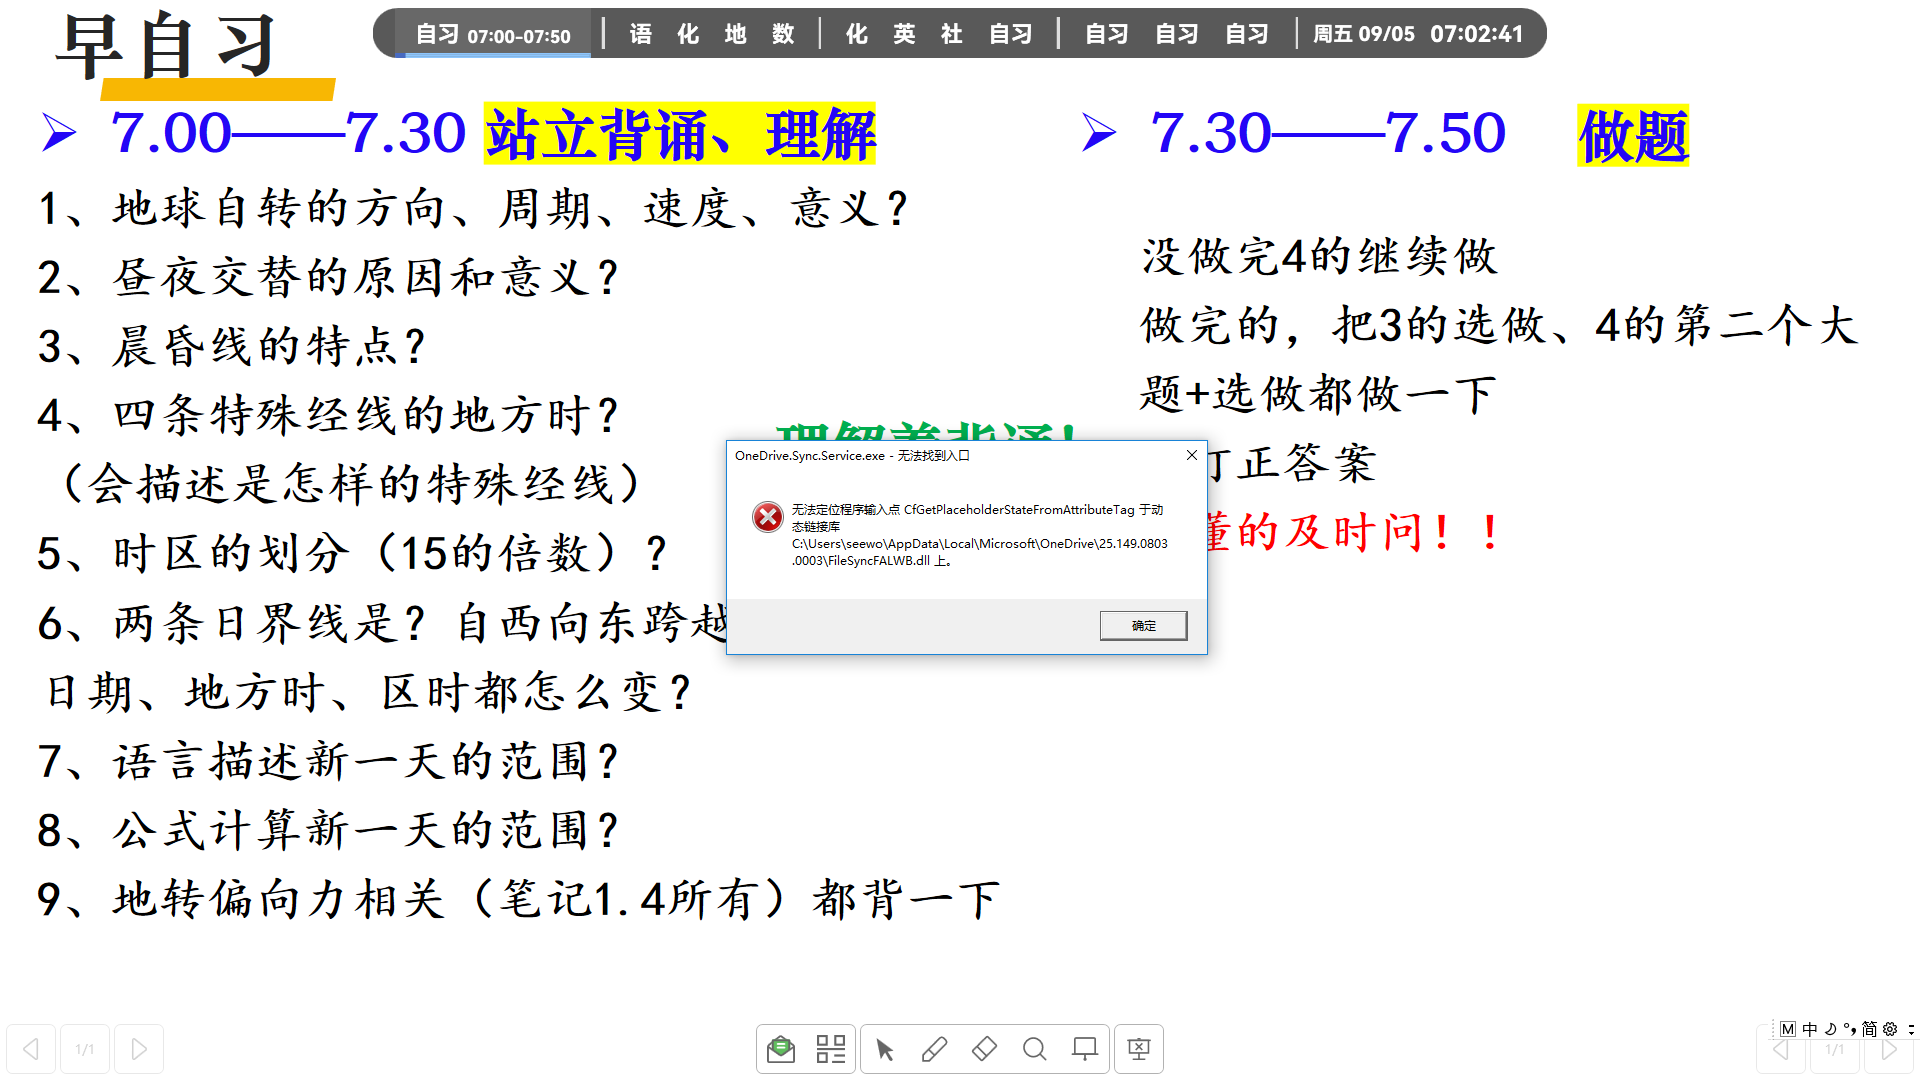 早自习
自习 07:00-07:50 语 化 地 数 化 英 社 自习 自习 自习 自习 周五 09/05 07:02:41
7.00——7.30 站立背诵、理解
1、地球自转的方向、周期、速度、意义?
2、昼夜交替的原因和意义?
3、晨昏线的特点?
4、四条特殊经线的地方时?
（会描述是怎样的特殊经线）
5、时区的划分（15的倍数）?
6、两条日界线是? 自西向东跨越
日期、地方时、区时都怎么变?
7、语言描述新一天的范围?
8、公式计算新一天的范围?
9、地转偏向力相关（笔记1.4所有）都背一下
理解着背诵!
7.30——7.50 做题
没做完4的继续做
做完的，把3的选做、4的第二个大
题+选做都做一下
订正答案
懂的及时问！！
OneDrive.Sync.Service.exe - 无法找到入口
无法定位程序输入点 CfGetPlaceholderStateFromAttributeTag 于动
态链接库
C:\Users\seewo\AppData\Local\Microsoft\OneDrive\25.149.0803
.0003\FileSyncFALWB.dll 上。
确定
1/1
M 中 简
1/1